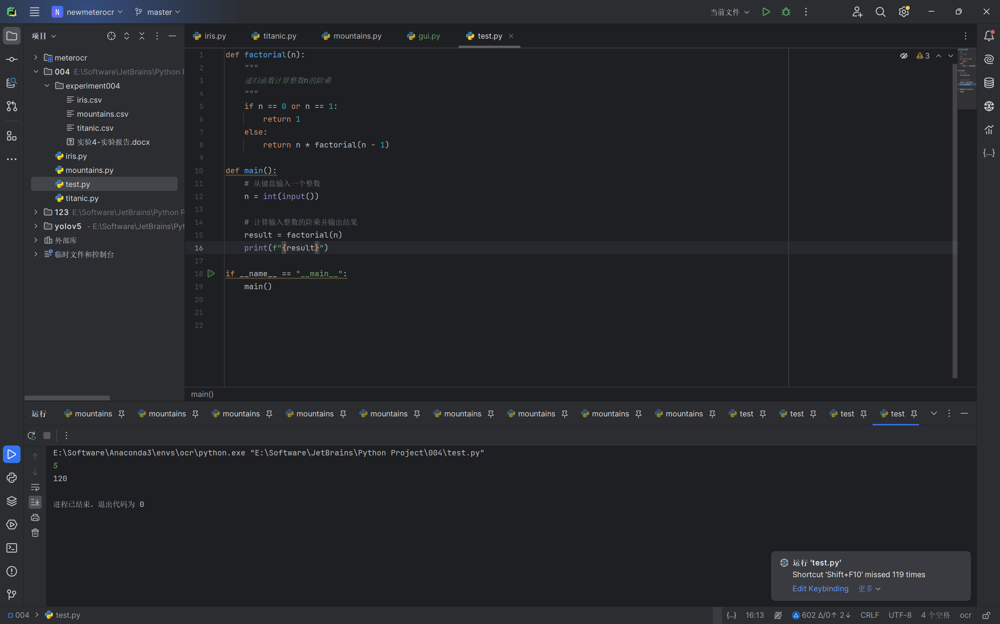 PC
N newmeterocr master 当前文件
项目
iris.py titanic.py mountains.py gui.py test.py
meterocr
004 E:\Software\JetBrains\Python P
experiment004
iris.csv
mountains.csv
titanic.csv
实验4-实验报告.docx
iris.py
mountains.py
test.py
titanic.py
123 E:\Software\JetBrains\Python P
yolov5 - E:\Software\JetBrains\Pyt
外部库
临时文件和控制台
3
1 def factorial(n):
2 """
3 递归函数计算整数n的阶乘
4 """
5 if n == 0 or n == 1:
6 return 1
7 else:
8 return n * factorial(n - 1)
9
10 def main():
11 # 从键盘输入一个整数
12 n = int(input())
13
14 # 计算输入整数的阶乘并输出结果
15 result = factorial(n)
16 print(f"{result}")
17
18 if __name__ == "__main__":
19 main()
20
21
22
main()
运行 mountains mountains mountains mountains mountains mountains mountains mountains mountains test test test test
E:\Software\Anaconda3\envs\ocr\python.exe "E:\Software\JetBrains\Python Project\004\test.py"
5
120
进程已结束，退出代码为 0
运行 'test.py'
Shortcut 'Shift+F10' missed 119 times
Edit Keybinding 更多
004 test.py {...} 16:13 602 Δ/0↑ 2↓ CRLF UTF-8 4 个空格 ocr